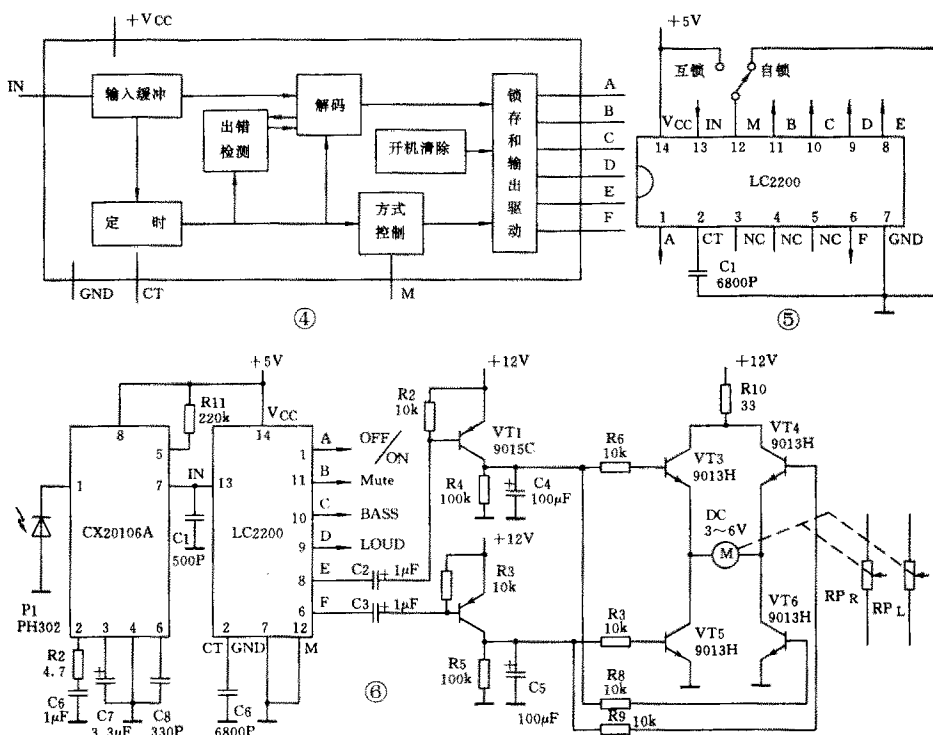 +VCC
IN
输入缓冲
解码
出错
检测
开机清除
定 时
方式
控制
锁存和输出驱动
A
B
C
D
E
F
GND
CT
M
④
+5V
互锁
自锁
VCC
IN
M
B
C
D
E
14
13
12
11
10
9
8
LC2200
1
2
3
4
5
6
7
A
CT
NC
NC
NC
F
GND
C1
6800P
⑤
+5V
R11
220k
8
5
7
1
CX20106A
IN
C1
500P
P1
PH302
2
3
4
6
R2
4.7
C6
1μF
C7
3.3μF
C8
330P
VCC
14
13
LC2200
1
11
10
9
8
6
2
7
12
CT
GND
M
C6
6800P
A
OFF/ON
B
Mute
C
BASS
D
LOUD
E
F
C2
1μF
C3
1μF
+12V
R2
10k
VT1
9015C
R4
100k
C4
100μF
+12V
R3
10k
R5
100k
C5
100μF
⑥
R6
10k
R3
10k
R8
10k
R9
10k
+12V
R10
33
VT3
9013H
VT4
9013H
DC
3~6V
M
VT5
9013H
VT6
9013H
RPR
RPL